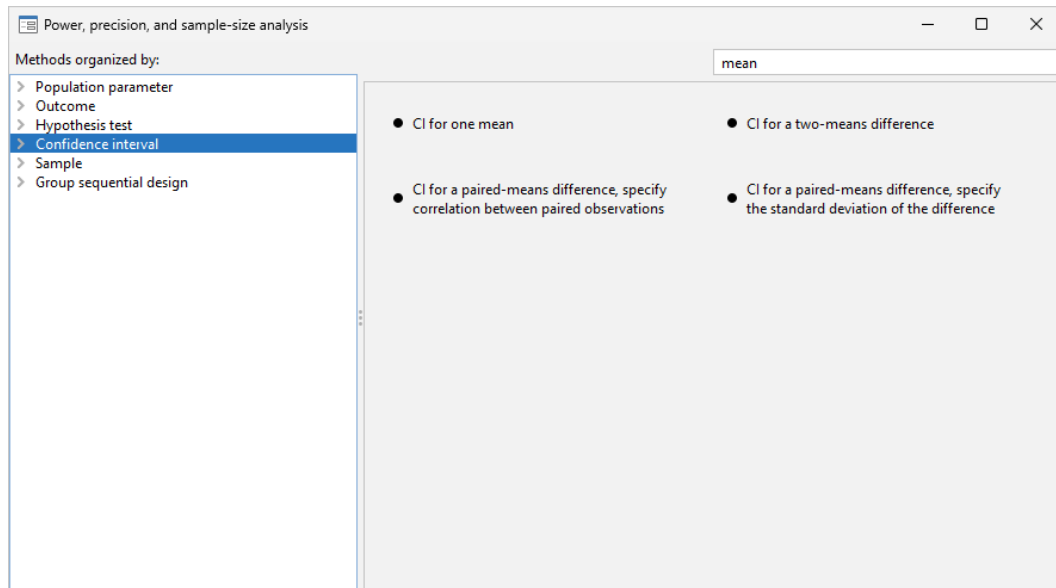 Power, precision, and sample-size analysis
Methods organized by:
mean
Population parameter
Outcome
Hypothesis test
Confidence interval
Sample
Group sequential design
CI for one mean
CI for a two-means difference
CI for a paired-means difference, specify
correlation between paired observations
CI for a paired-means difference, specify
the standard deviation of the difference